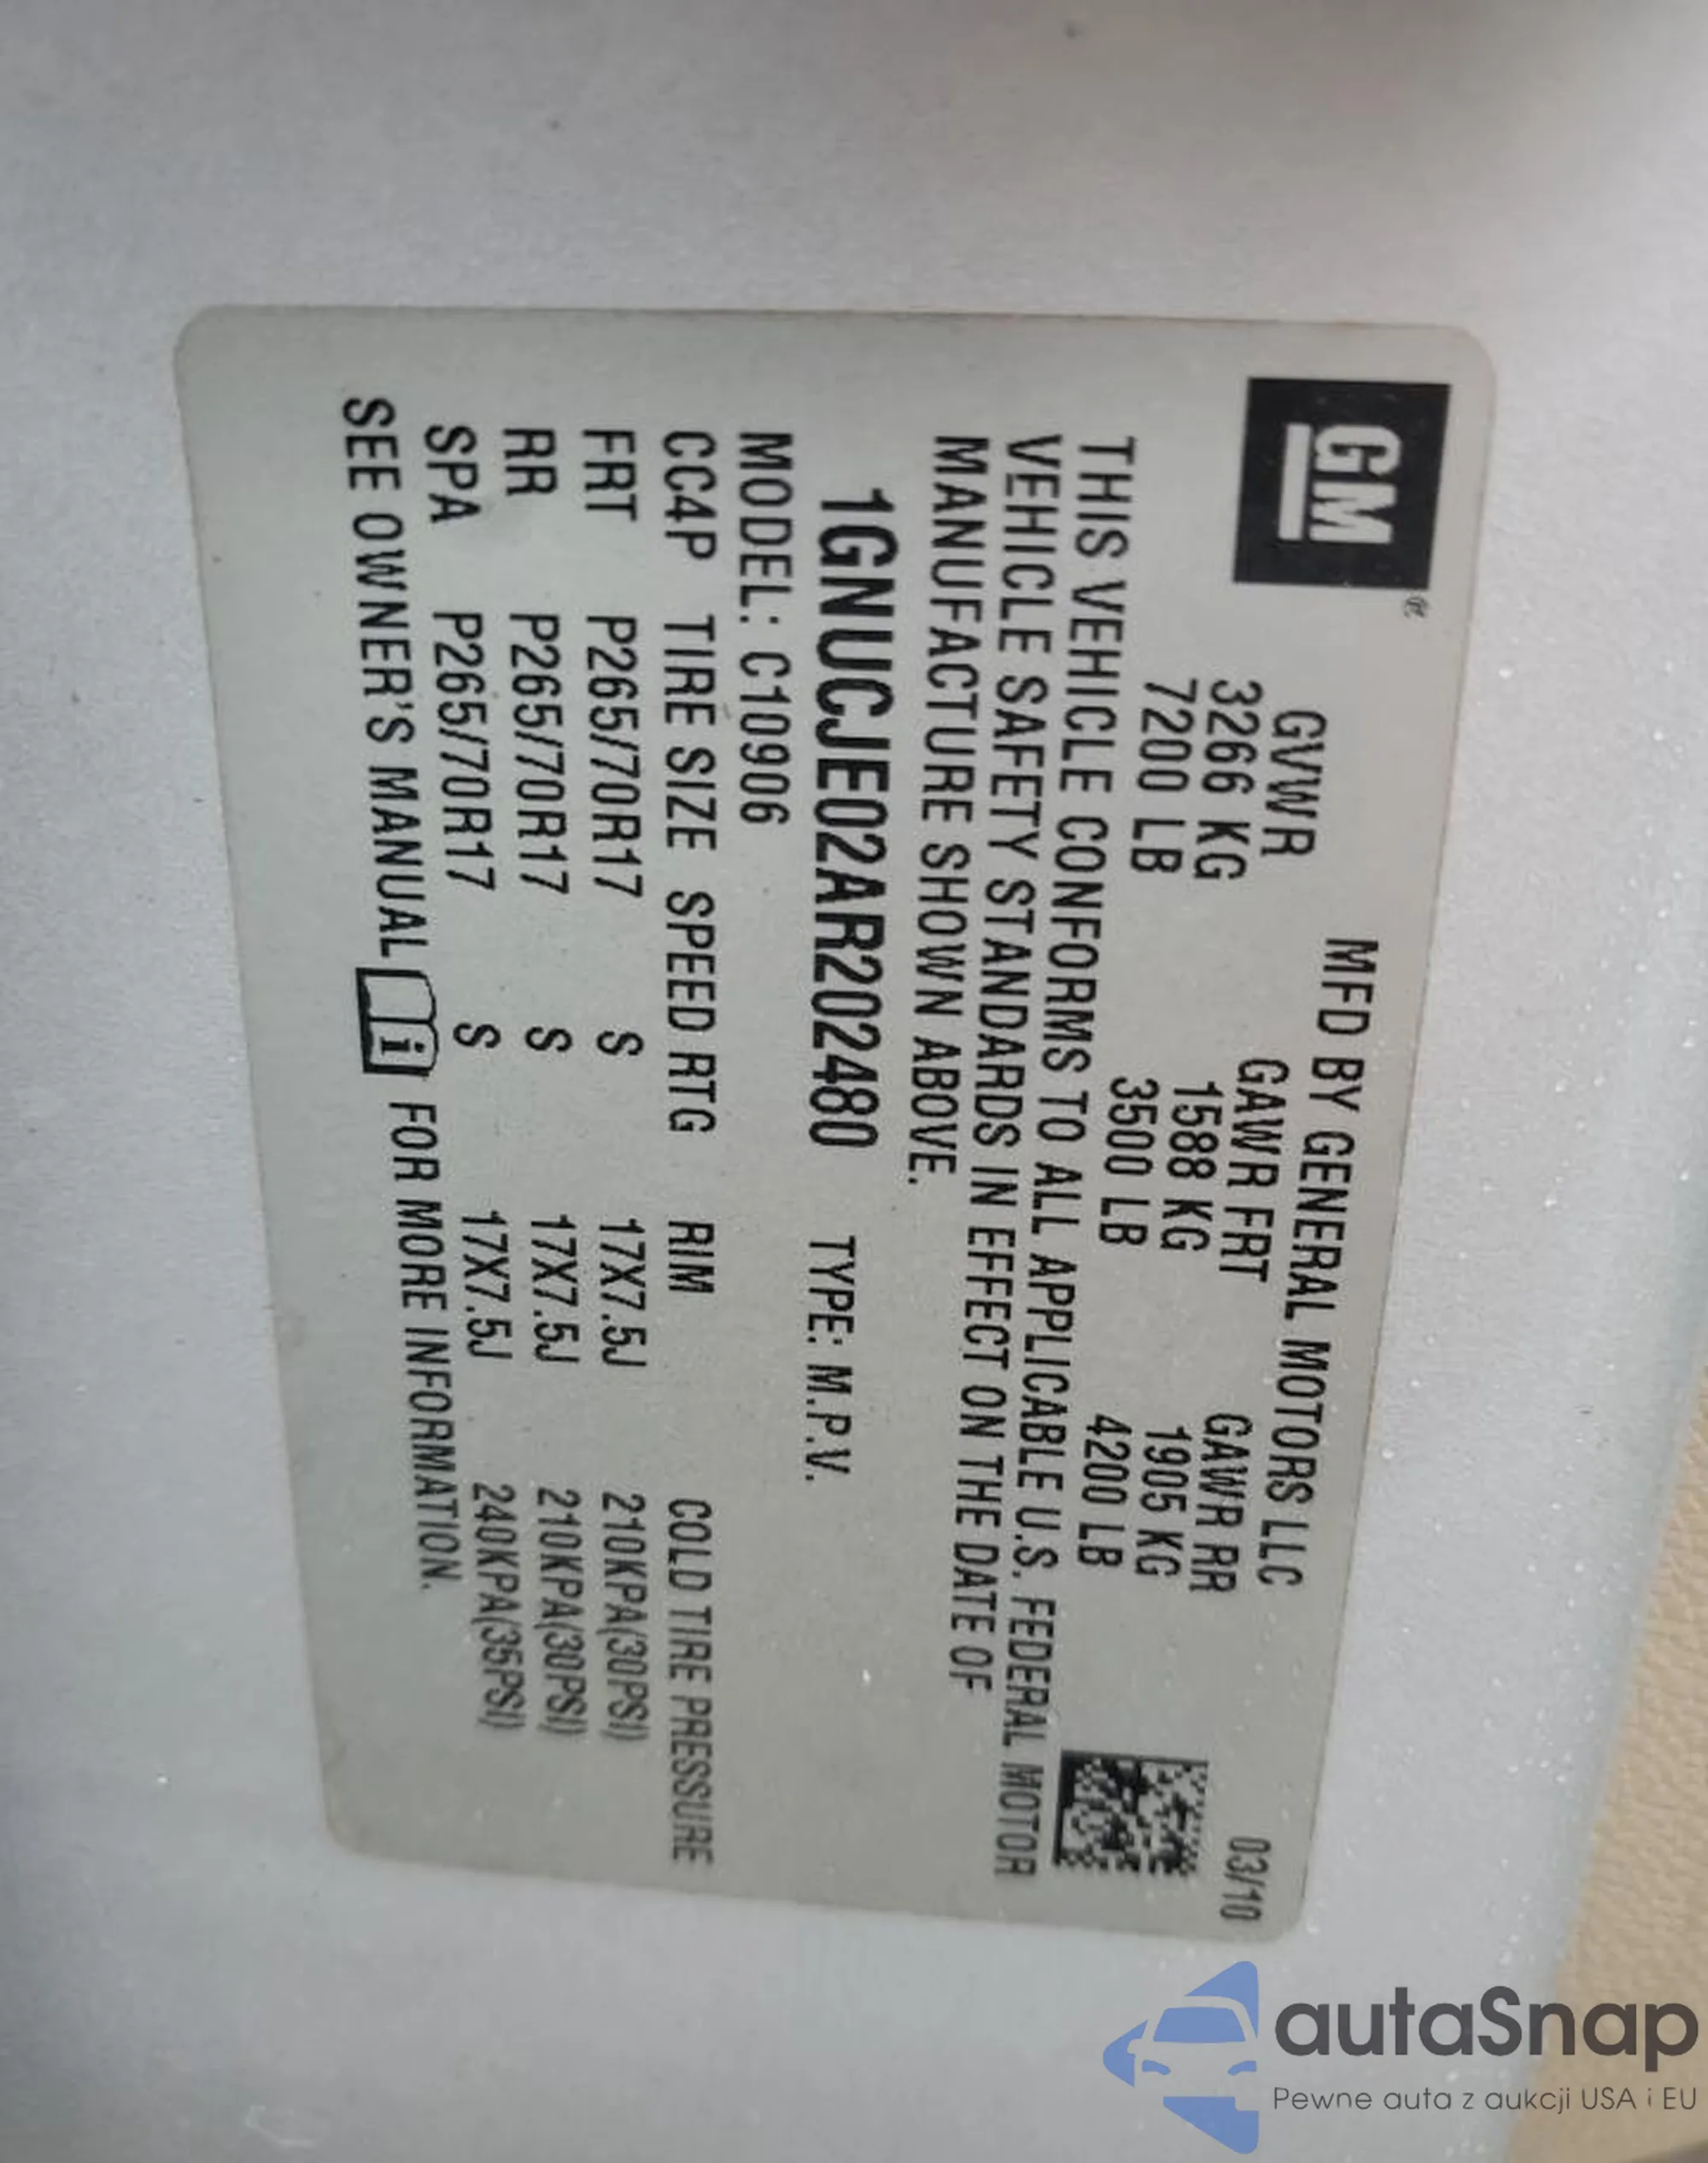 GM®
MFD BY GENERAL MOTORS LLC
03/10
GVWR GAWR FRT GAWR RR
3266 KG 1588 KG 1905 KG
7200 LB 3500 LB 4200 LB
THIS VEHICLE CONFORMS TO ALL APPLICABLE U.S. FEDERAL MOTOR
VEHICLE SAFETY STANDARDS IN EFFECT ON THE DATE OF
MANUFACTURE SHOWN ABOVE.
1GNUCJE02AR202480 TYPE: M.P.V.
MODEL: C10906
CC4P TIRE SIZE SPEED RTG RIM COLD TIRE PRESSURE
FRT P265/70R17 S 17X7.5J 210KPA(30PSI)
RR P265/70R17 S 17X7.5J 210KPA(30PSI)
SPA P265/70R17 S 17X7.5J 240KPA(35PSI)
SEE OWNER'S MANUAL i FOR MORE INFORMATION.
autaSnap
Pewne auta z aukcji USA i EU